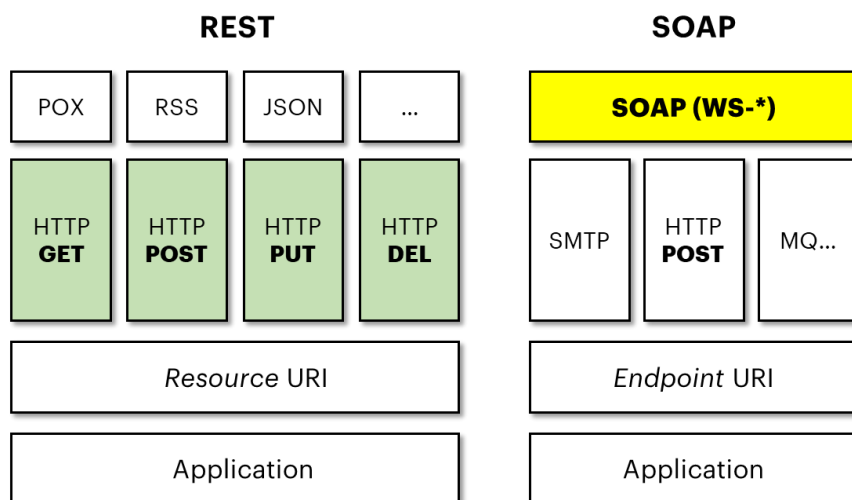 REST
POX
RSS
JSON
...
HTTP
GET
HTTP
POST
HTTP
PUT
HTTP
DEL
Resource URI
Application
SOAP
SOAP (WS-*)
SMTP
HTTP
POST
MQ...
Endpoint URI
Application